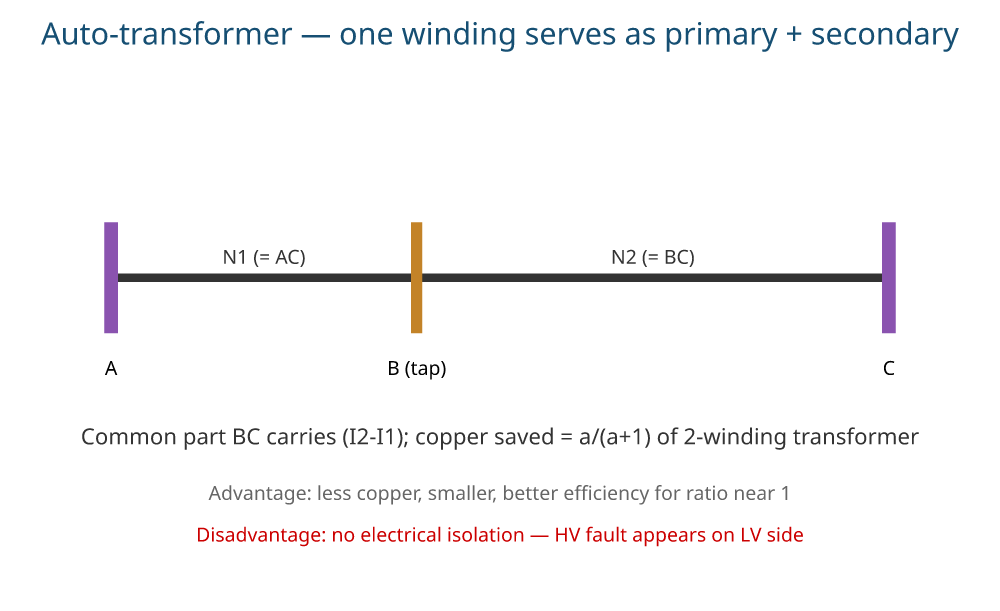 Auto-transformer — one winding serves as primary + secondary
N1 (= AC)
N2 (= BC)
A
B (tap)
C
Common part BC carries (I2-I1); copper saved = a/(a+1) of 2-winding transformer
Advantage: less copper, smaller, better efficiency for ratio near 1
Disadvantage: no electrical isolation — HV fault appears on LV side